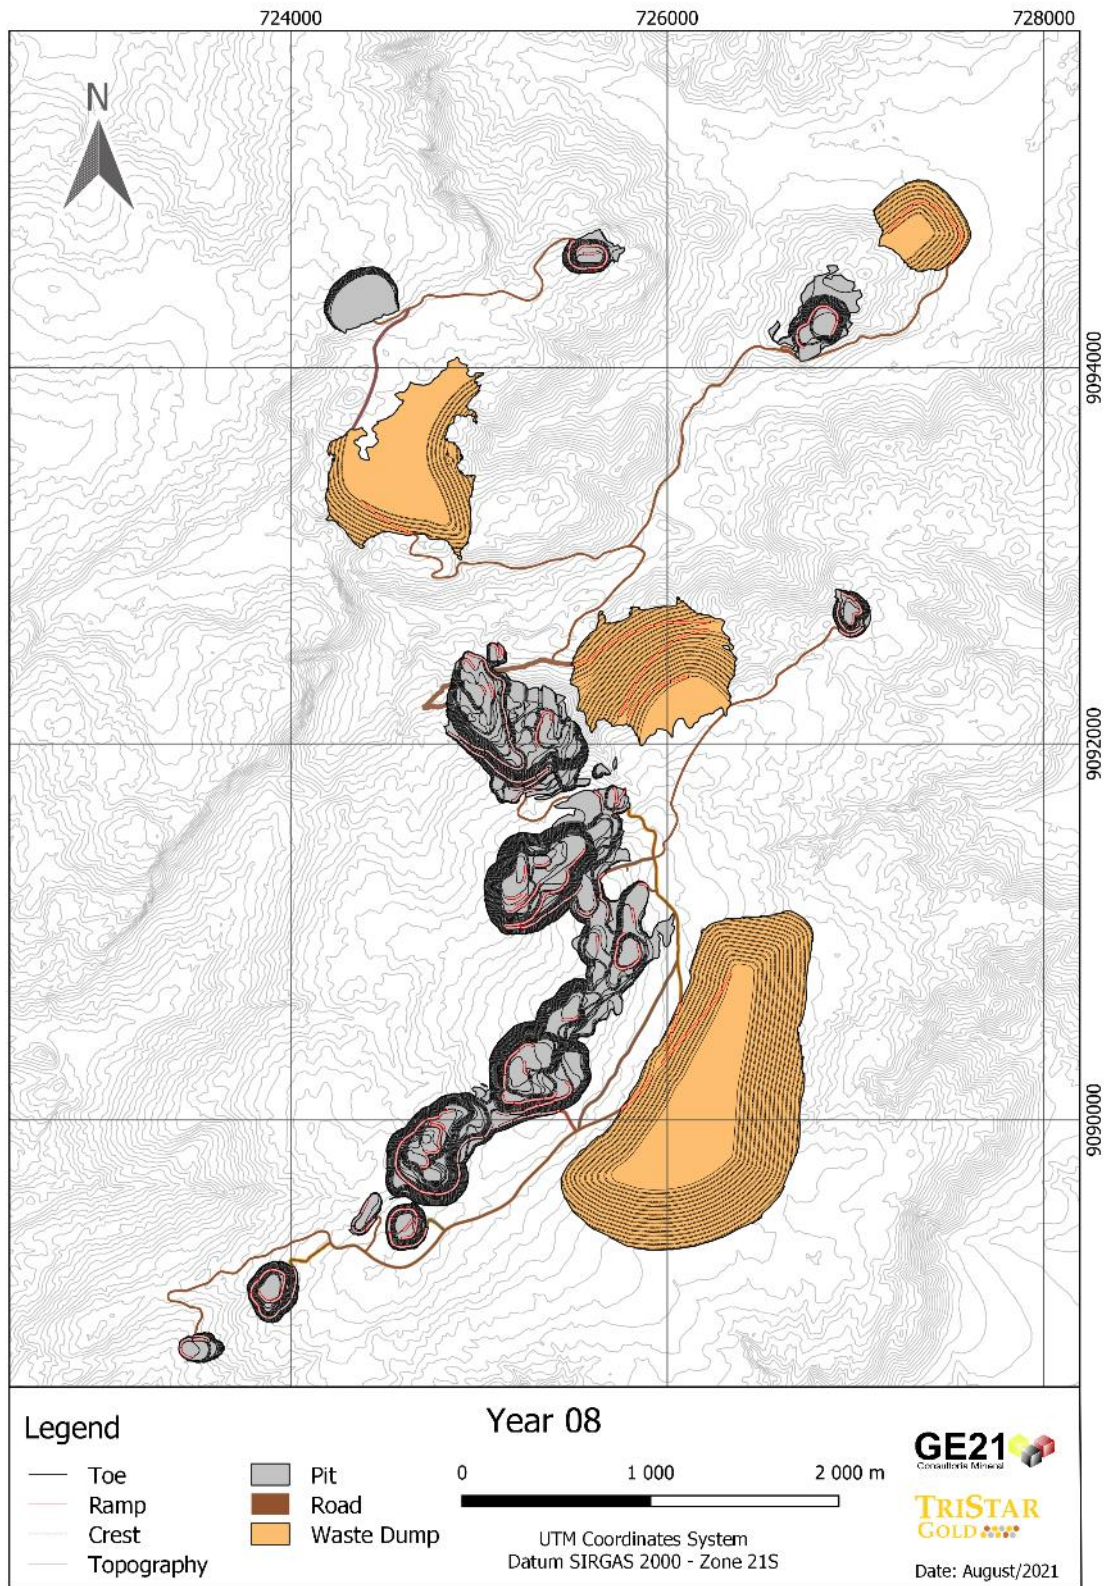 724000 726000 728000
N
9094000
9092000
9090000
Legend
Year 08
Toe
Ramp
Crest
Topography
Pit
Road
Waste Dump
0 1 000 2 000 m
UTM Coordinates System
Datum SIRGAS 2000 - Zone 21S
GE21
Consultoria Mineral
TRISTAR
GOLD
Date: August/2021